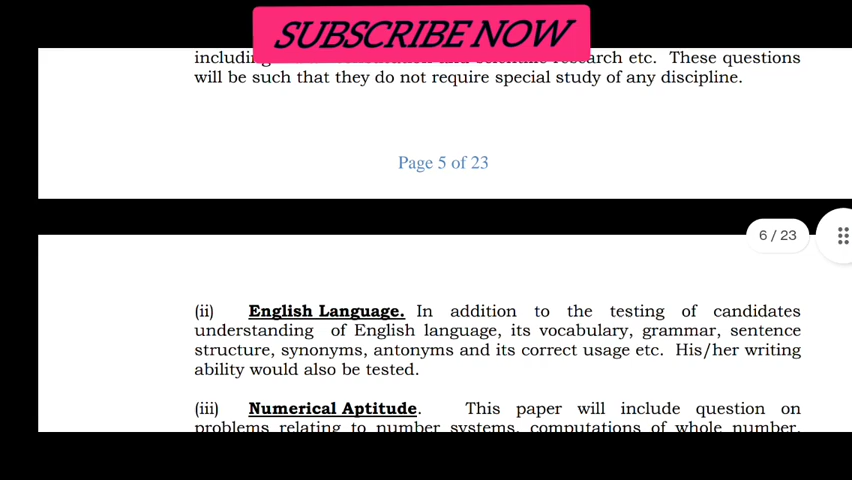 SUBSCRIBE NOW
including etc. These questions
will be such that they do not require special study of any discipline.
Page 5 of 23
6 / 23
(ii) English Language. In addition to the testing of candidates
understanding of English language, its vocabulary, grammar, sentence
structure, synonyms, antonyms and its correct usage etc. His/her writing
ability would also be tested.
(iii) Numerical Aptitude. This paper will include question on
problems relating to number systems, computations of whole number,